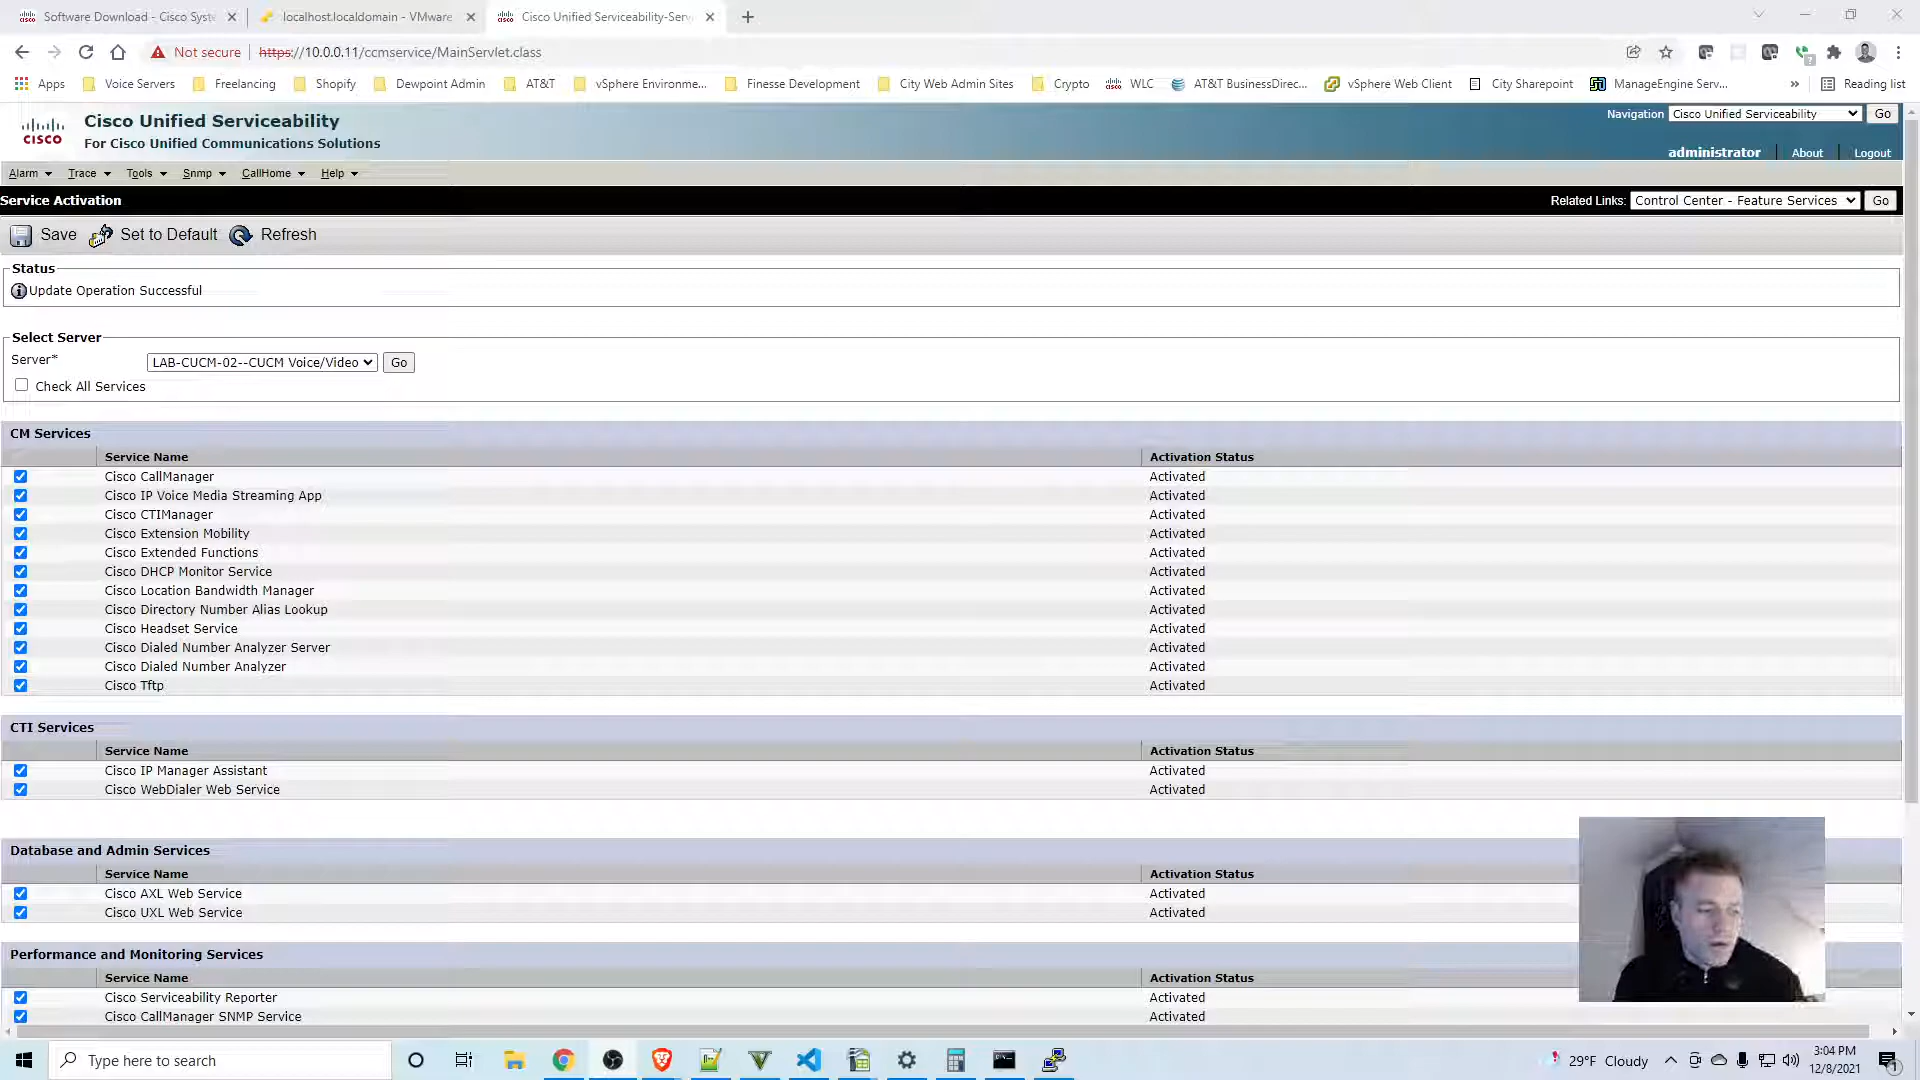 Software Download - Cisco Syst
localhost.localdomain - VMware
Cisco Unified Serviceability-Serv
Not secure
https://10.0.0.11/ccmservice/MainServlet.class
Apps
Voice Servers
Freelancing
Shopify
Dewpoint Admin
AT&T
vSphere Environme...
Finesse Development
City Web Admin Sites
Crypto
WLC
AT&T BusinessDirec...
vSphere Web Client
City Sharepoint
ManageEngine Serv...
»
Reading list
CISCO
Cisco Unified Serviceability
For Cisco Unified Communications Solutions
Navigation
Cisco Unified Serviceability
Go
administrator
About
Logout
Alarm
Trace
Tools
Snmp
CallHome
Help
Service Activation
Related Links:
Control Center - Feature Services
Go
Save
Set to Default
Refresh
Status
Update Operation Successful
Select Server
Server*
LAB-CUCM-02--CUCM Voice/Video
Go
Check All Services
CM Services
Service Name
Activation Status
Cisco CallManager
Activated
Cisco IP Voice Media Streaming App
Activated
Cisco CTIManager
Activated
Cisco Extension Mobility
Activated
Cisco Extended Functions
Activated
Cisco DHCP Monitor Service
Activated
Cisco Location Bandwidth Manager
Activated
Cisco Directory Number Alias Lookup
Activated
Cisco Headset Service
Activated
Cisco Dialed Number Analyzer Server
Activated
Cisco Dialed Number Analyzer
Activated
Cisco Tftp
Activated
CTI Services
Service Name
Activation Status
Cisco IP Manager Assistant
Activated
Cisco WebDialer Web Service
Activated
Database and Admin Services
Service Name
Activation Status
Cisco AXL Web Service
Activated
Cisco UXL Web Service
Activated
Performance and Monitoring Services
Service Name
Activation Status
Cisco Serviceability Reporter
Activated
Cisco CallManager SNMP Service
Activated
Type here to search
29°F Cloudy
3:04 PM
12/8/2021
1